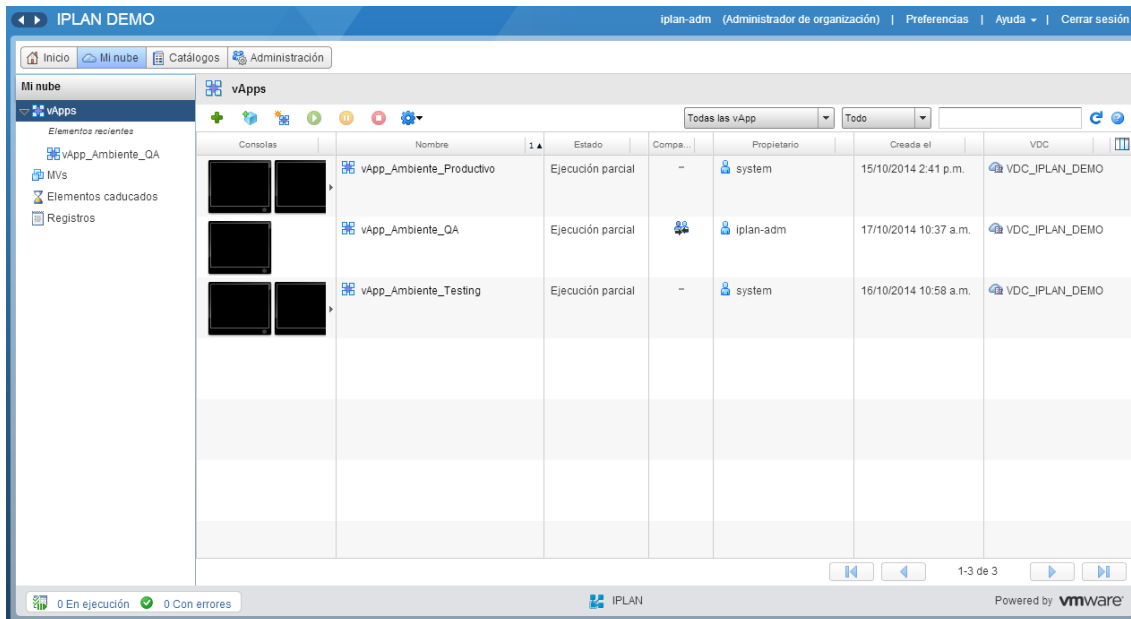 IPLAN DEMO
iplan-adm (Administrador de organización) | Preferencias | Ayuda | Cerrar sesión
Inicio Mi nube Catálogos Administración
Mi nube
vApps
vApps
Elementos recientes
vApp_Ambiente_QA
MVs
Elementos caducados
Registros
Todas las vApp Todo
Consolas Nombre 1▲ Estado Compa... Propietario Creada el VDC
vApp_Ambiente_Productivo Ejecución parcial – system 15/10/2014 2:41 p.m. VDC_IPLAN_DEMO
vApp_Ambiente_QA Ejecución parcial iplan-adm 17/10/2014 10:37 a.m. VDC_IPLAN_DEMO
vApp_Ambiente_Testing Ejecución parcial – system 16/10/2014 10:58 a.m. VDC_IPLAN_DEMO
1-3 de 3
0 En ejecución 0 Con errores
IPLAN
Powered by vmware